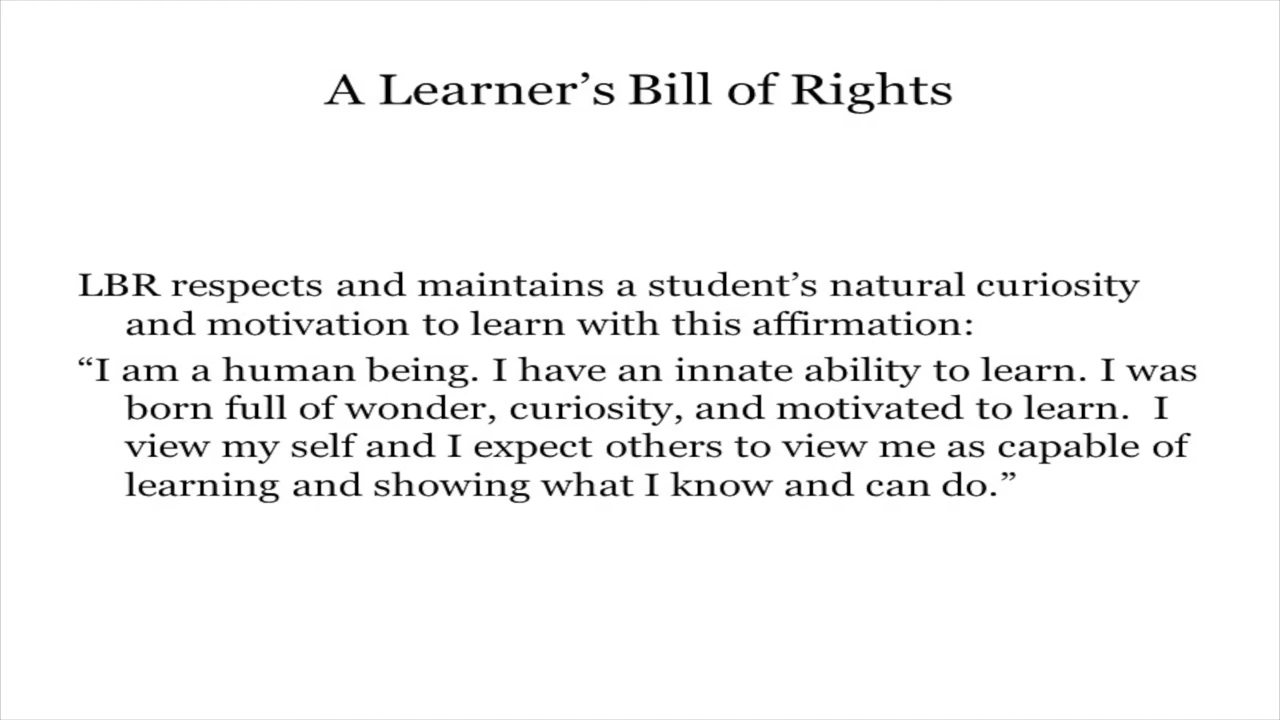 A Learner’s Bill of Rights
LBR respects and maintains a student’s natural curiosity
and motivation to learn with this affirmation:
“I am a human being. I have an innate ability to learn. I was
born full of wonder, curiosity, and motivated to learn.  I
view my self and I expect others to view me as capable of
learning and showing what I know and can do.”